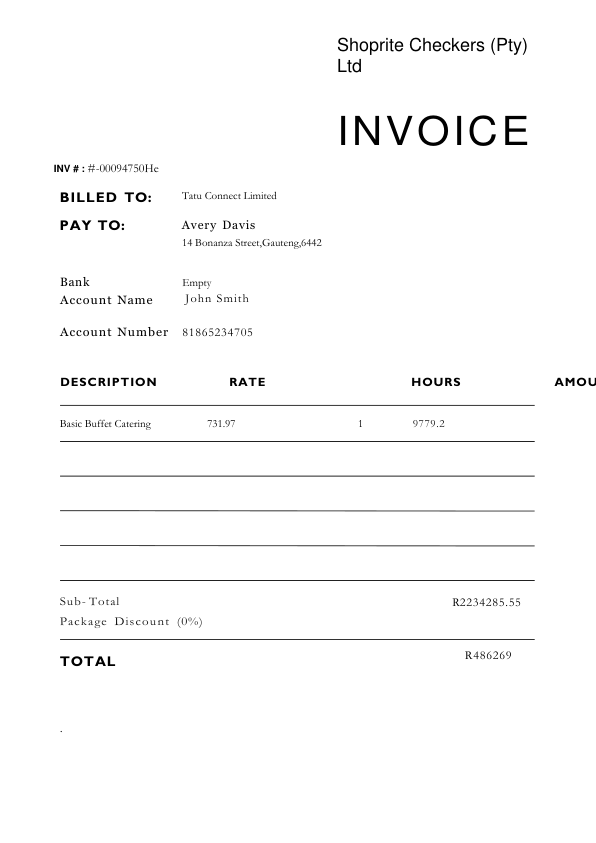 Shoprite Checkers (Pty)
Ltd
INVOICE
INV # : #-00094750He
BILLED TO: Tatu Connect Limited
PAY TO: Avery Davis
14 Bonanza Street,Gauteng,6442
Bank Empty
Account Name John Smith
Account Number 81865234705
DESCRIPTION RATE HOURS AMOU
Basic Buffet Catering 731.97 1 9779.2
Sub-Total R2234285.55
Package Discount (0%)
TOTAL R486269
.